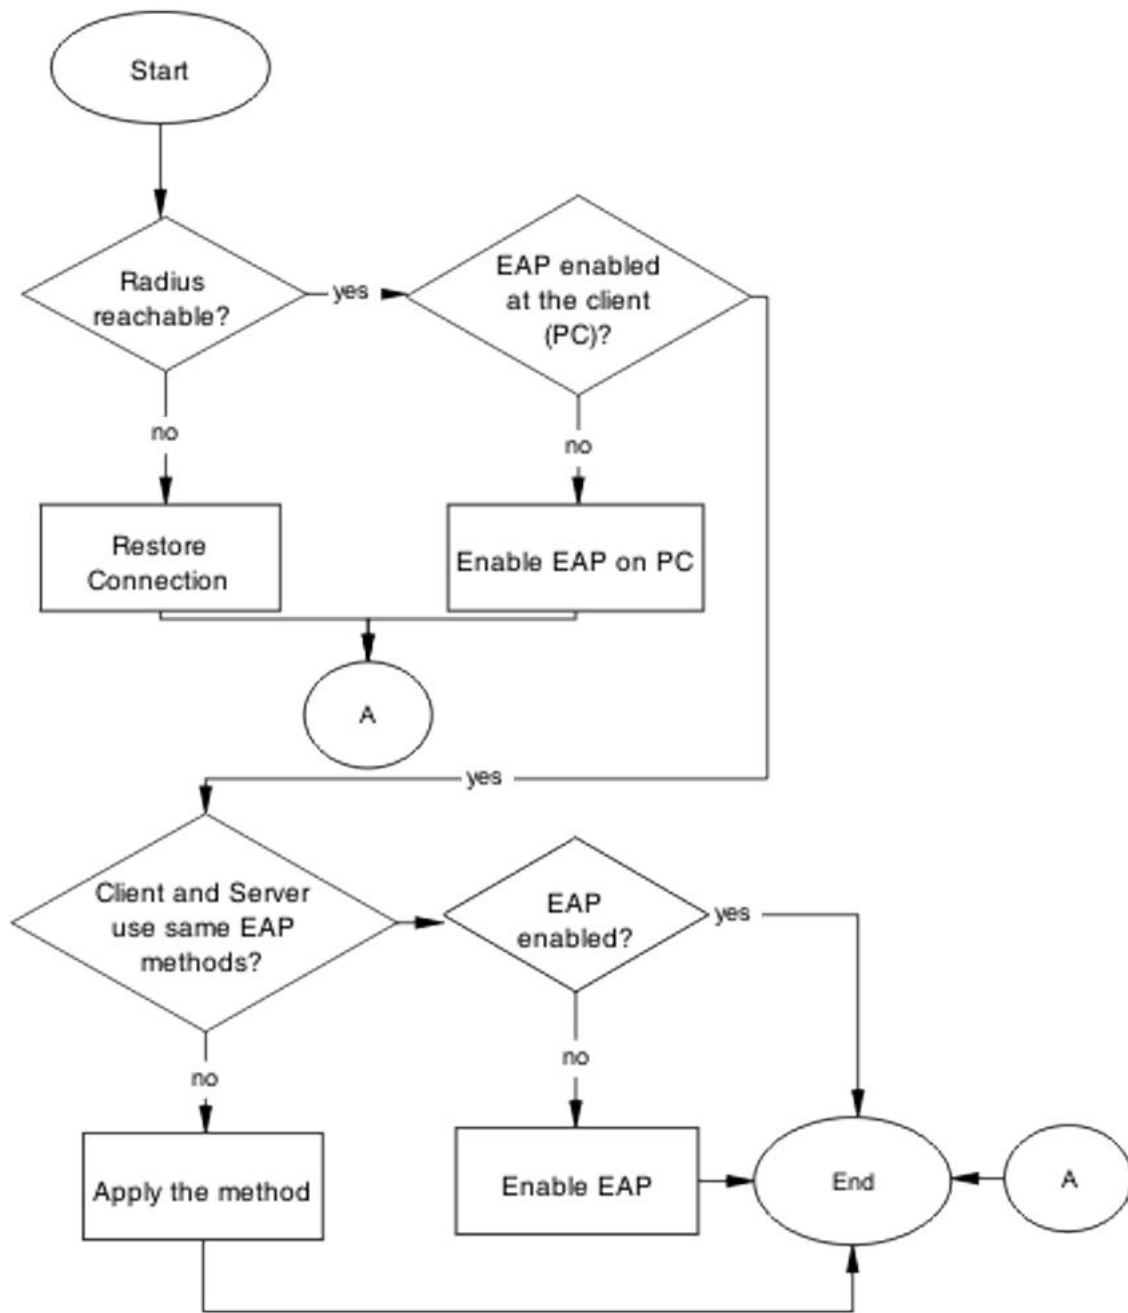 Start
Radius
reachable?
yes
EAP enabled
at the client
(PC)?
no
no
Restore
Connection
Enable EAP on PC
A
yes
Client and Server
use same EAP
methods?
EAP
enabled?
yes
no
no
Apply the method
Enable EAP
End
A